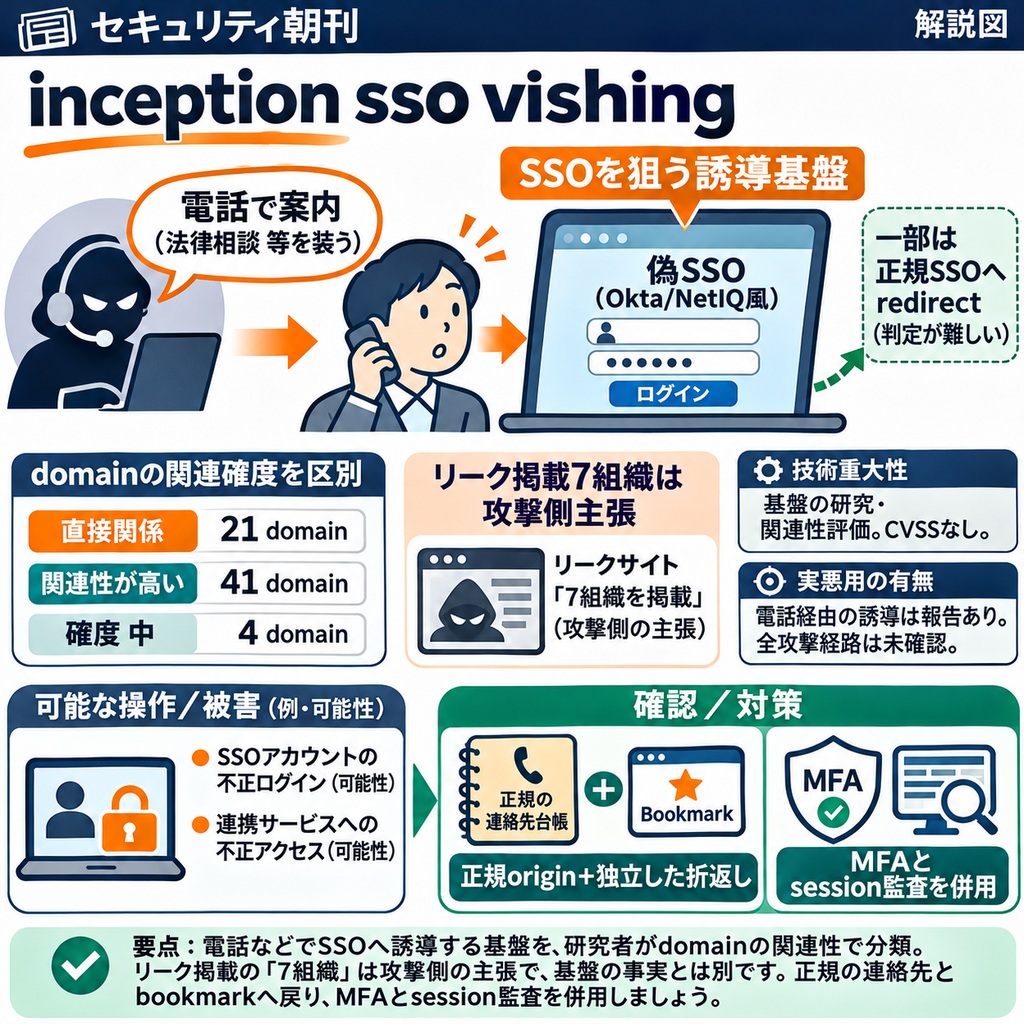 セキュリティ朝刊
解説図
inception sso vishing
電話で案内
(法律相談 等を装う)
SSOを狙う誘導基盤
偽SSO
(Okta/NetIQ風)
ログイン
一部は
正規SSOへ
redirect
(判定が難しい)
domainの関連確度を区別
直接関係 21 domain
関連性が高い 41 domain
確度 中 4 domain
リーク掲載7組織は
攻撃側主張
リークサイト
「7組織を掲載」
(攻撃側の主張)
技術重大性
基盤の研究・
関連性評価。CVSSなし。
実悪用の有無
電話経由の誘導は報告あり。
全攻撃経路は未確認。
可能な操作/被害(例・可能性)
SSOアカウントの
不正ログイン(可能性)
連携サービスへの
不正アクセス(可能性)
確認/対策
正規の
連絡先台帳
+
Bookmark
正規origin+独立した折返し
MFA
MFAと
session監査を併用
要点:電話などでSSOへ誘導する基盤を、研究者がdomainの関連性で分類。
リーク掲載の「7組織」は攻撃側の主張で、基盤の事実とは別です。正規の連絡先と
bookmarkへ戻り、MFAとsession監査を併用しましょう。